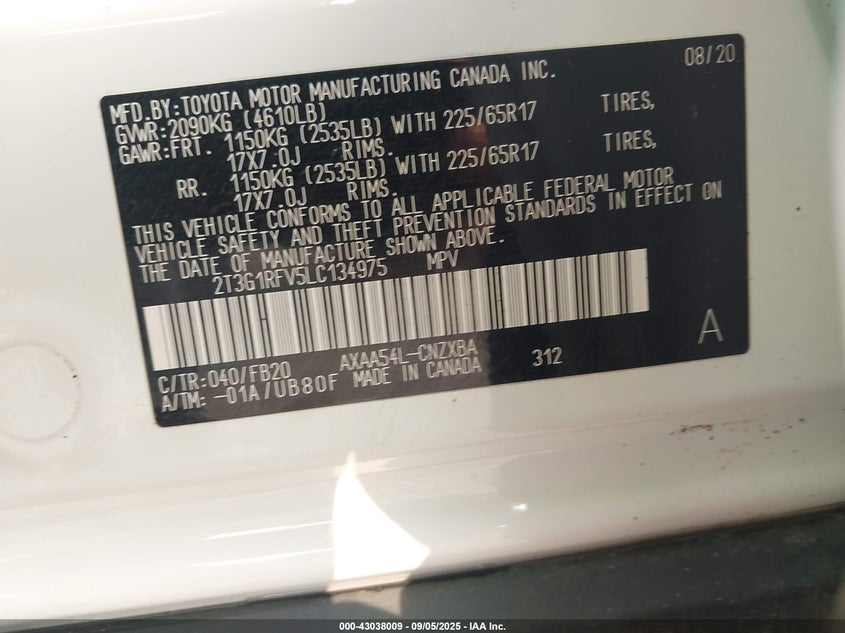 08/20
MFD.BY:TOYOTA MOTOR MANUFACTURING CANADA INC.
GVWR:2090KG (4610LB)
GAWR:FRT. 1150KG (2535LB) WITH 225/65R17 TIRES,
17X7.0J RIMS.
RR. 1150KG (2535LB) WITH 225/65R17 TIRES,
17X7.0J RIMS.
THIS VEHICLE CONFORMS TO ALL APPLICABLE FEDERAL MOTOR
VEHICLE SAFETY AND THEFT PREVENTION STANDARDS IN EFFECT ON
THE DATE OF MANUFACTURE SHOWN ABOVE.
2T3G1RFV5LC134975 MPV
A
C/TR:040/FB20 AXAA54L-CNZXBA 312
A/TM:-01A/UB80F MADE IN CANADA
000-43038009 - 09/05/2025 - IAA Inc.